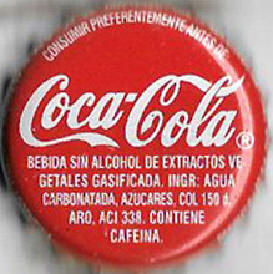 CONSUMIR PREFERENTEMENTE ANTES DE
Coca-Cola®
BEBIDA SIN ALCOHOL DE EXTRACTOS VE
GETALES GASIFICADA. INGR: AGUA
CARBONATADA, AZUCARES, COL 150 d.
ARO, ACI 338. CONTIENE
CAFEINA.